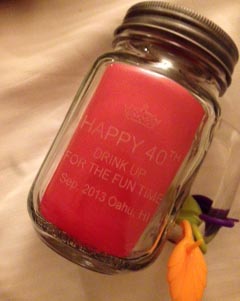 HAPPY 40TH
DRINK UP
FOR THE FUN TIME
Sep. 2013 Oahu, HI